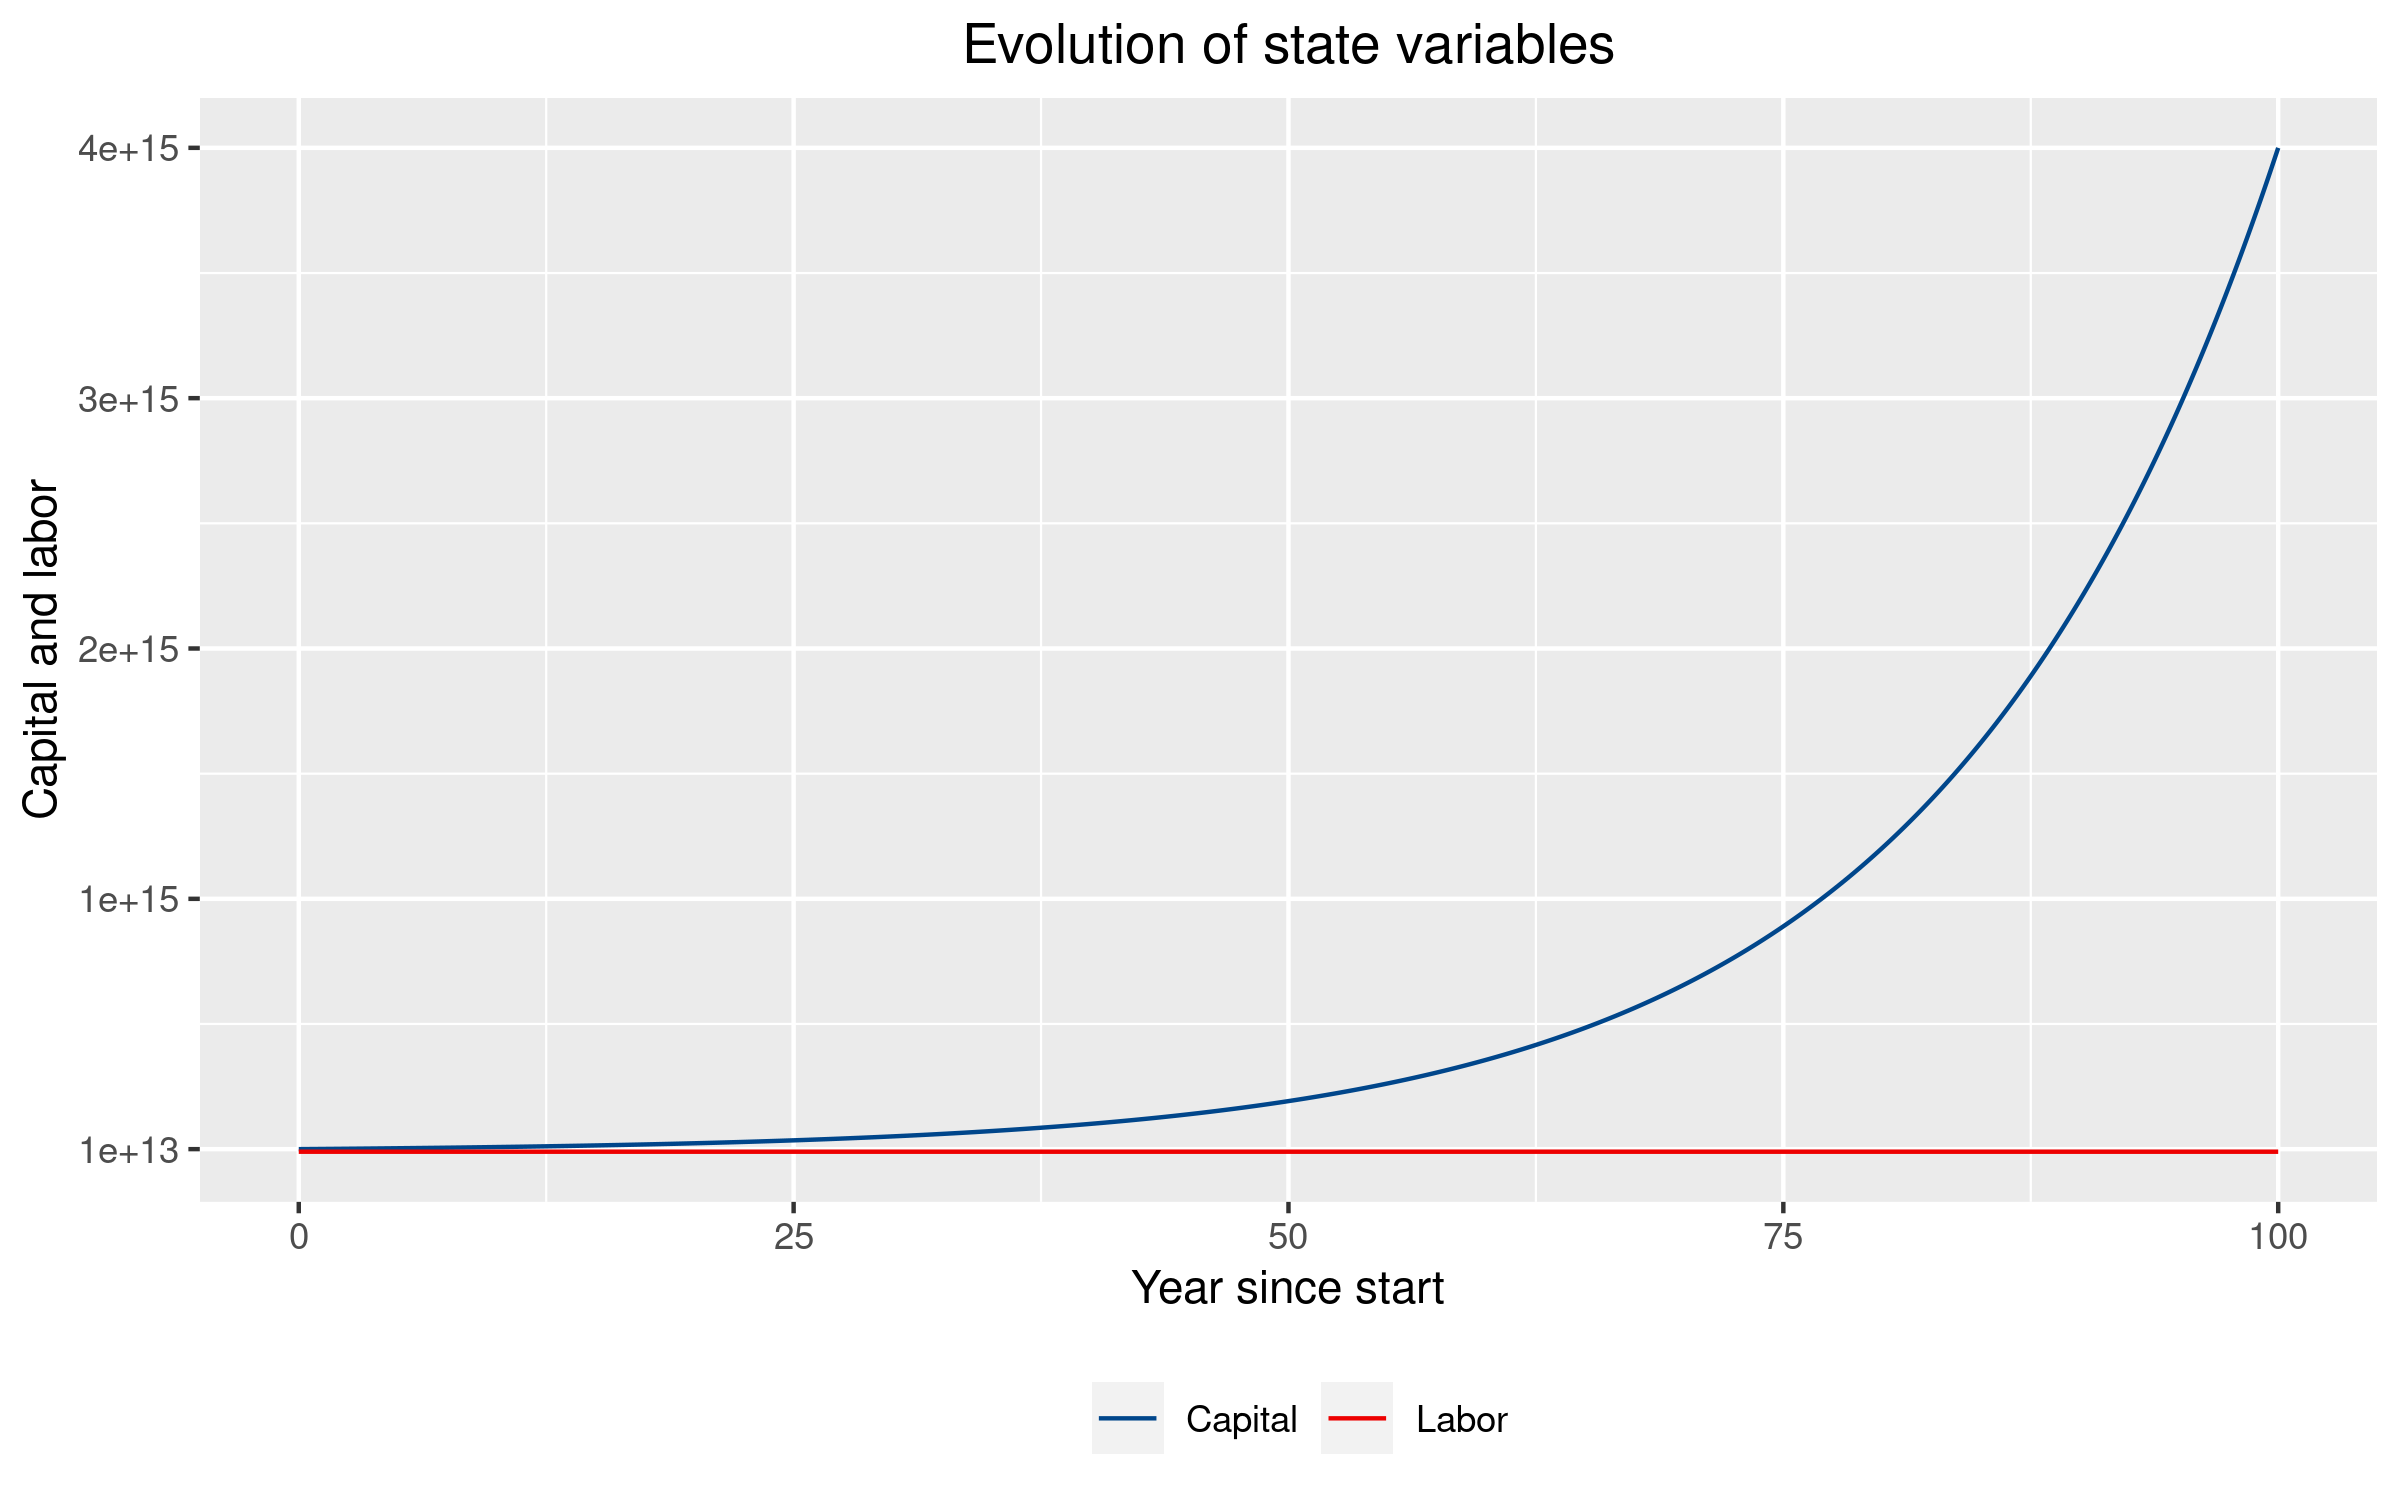 Evolution of state variables
4e+15
3e+15
2e+15
1e+15
1e+13
Capital and labor
0 25 50 75 100
Year since start
Capital Labor